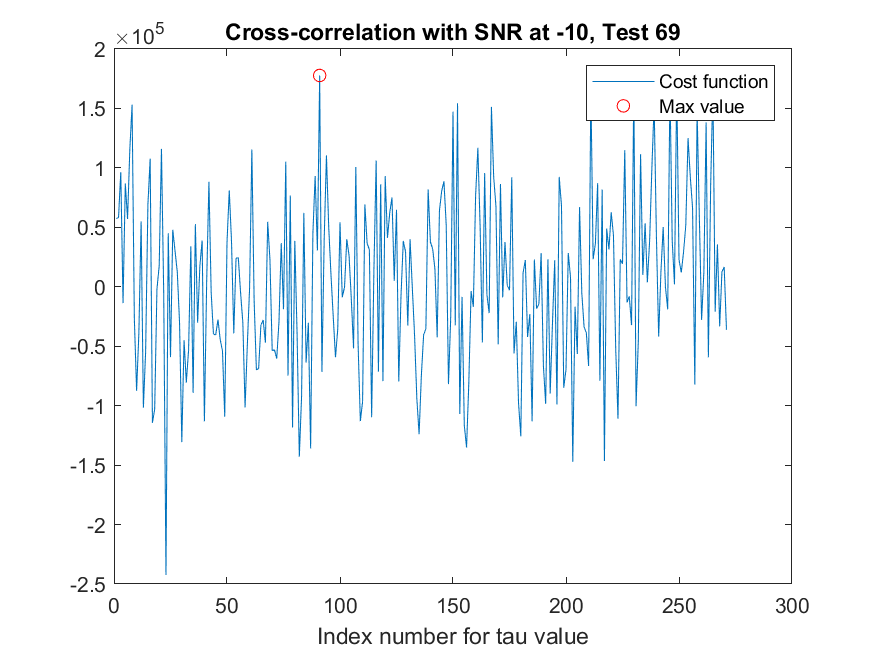 Cross-correlation with SNR at -10, Test 69
×10⁵
2
1.5
1
0.5
0
-0.5
-1
-1.5
-2
-2.5
Cost function
Max value
0 50 100 150 200 250 300
Index number for tau value